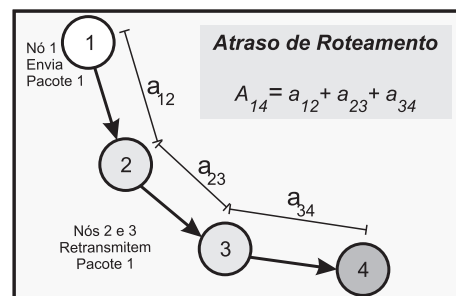 1
Nó 1
Envia
Pacote 1
a12
Atraso de Roteamento
A14= a12+ a23+ a34
2
a23
Nós 2 e 3
Retransmitem
Pacote 1
3
a34
4